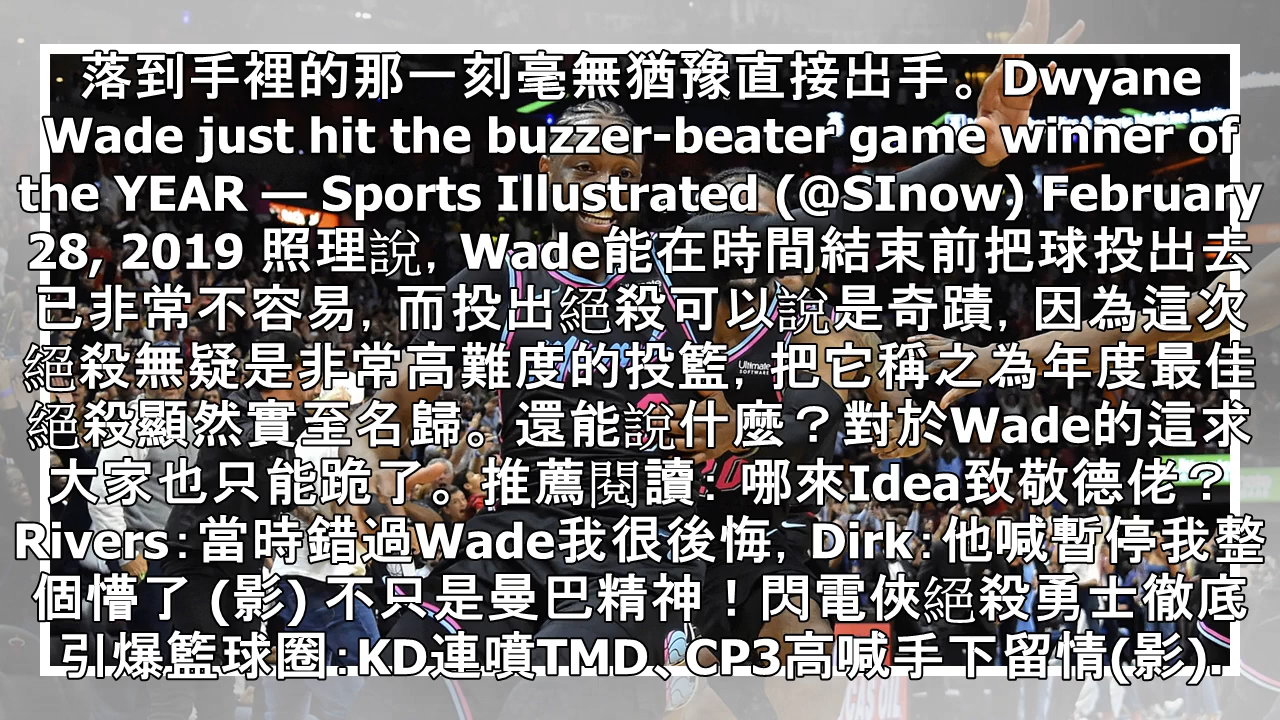 落到手裡的那一刻毫無猶豫直接出手。Dwyane
Wade just hit the buzzer-beater game winner of
the YEAR — Sports Illustrated (@SInow) February
28, 2019 照理說, Wade能在時間結束前把球投出去
已非常不容易, 而投出絕殺可以說是奇蹟, 因為這次
絕殺無疑是非常高難度的投籃, 把它稱之為年度最佳
絕殺顯然實至名歸。還能說什麼？對於Wade的這求
大家也只能跪了。推薦閱讀: 哪來Idea致敬德佬？
Rivers:當時錯過Wade我很後悔, Dirk:他喊暫停我整
個懵了 (影) 不只是曼巴精神！閃電俠絕殺勇士徹底
引爆籃球圈:KD連噴TMD、CP3高喊手下留情(影).
Ultimate
SOFTWARE